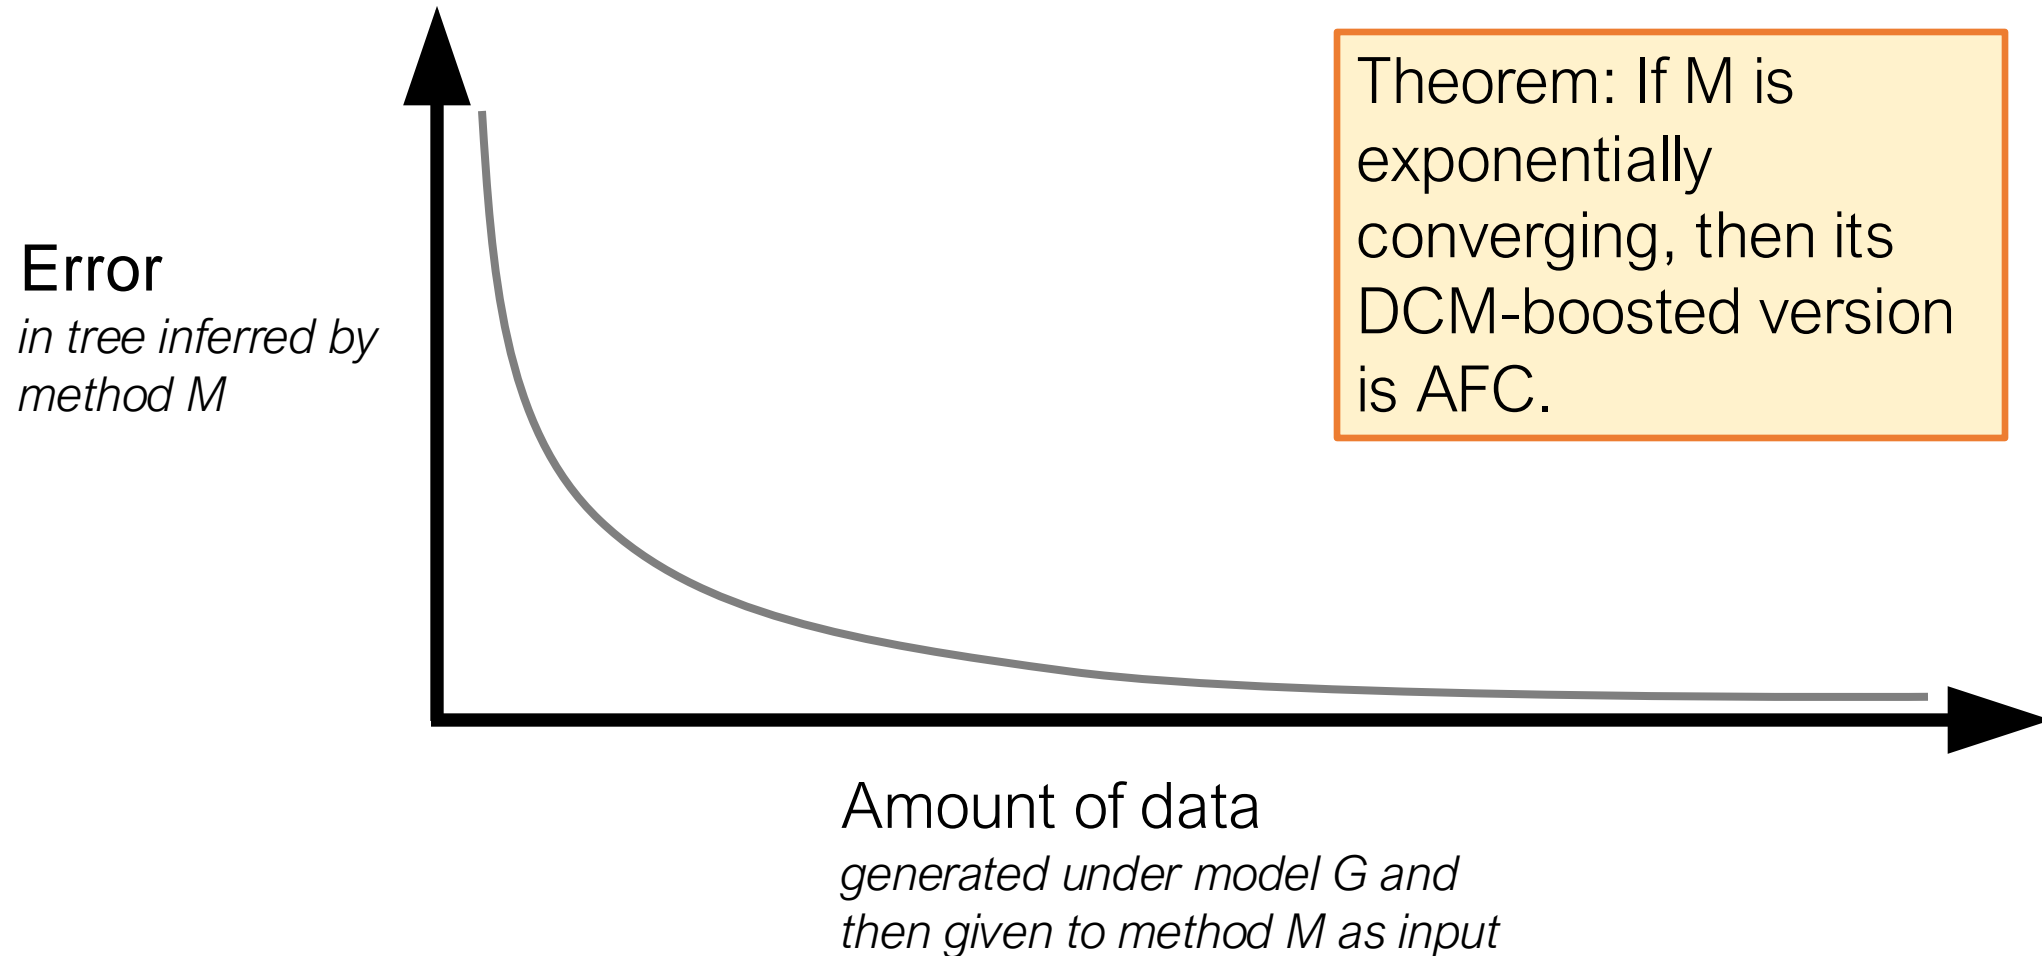 Theorem: If M is
exponentially
converging, then its
DCM-boosted version
is AFC.
Error
in tree inferred by
method M
Amount of data
generated under model G and
then given to method M as input